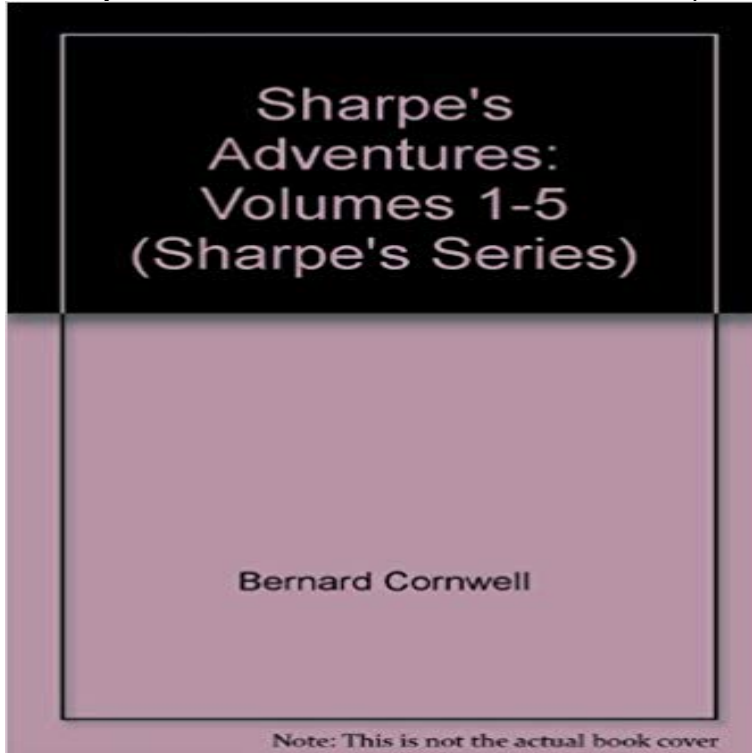 Sharpe's
Adventures:
Volumes 1-5
(Sharpe's Series)
Bernard Cornwell
Note: This is not the actual book cover